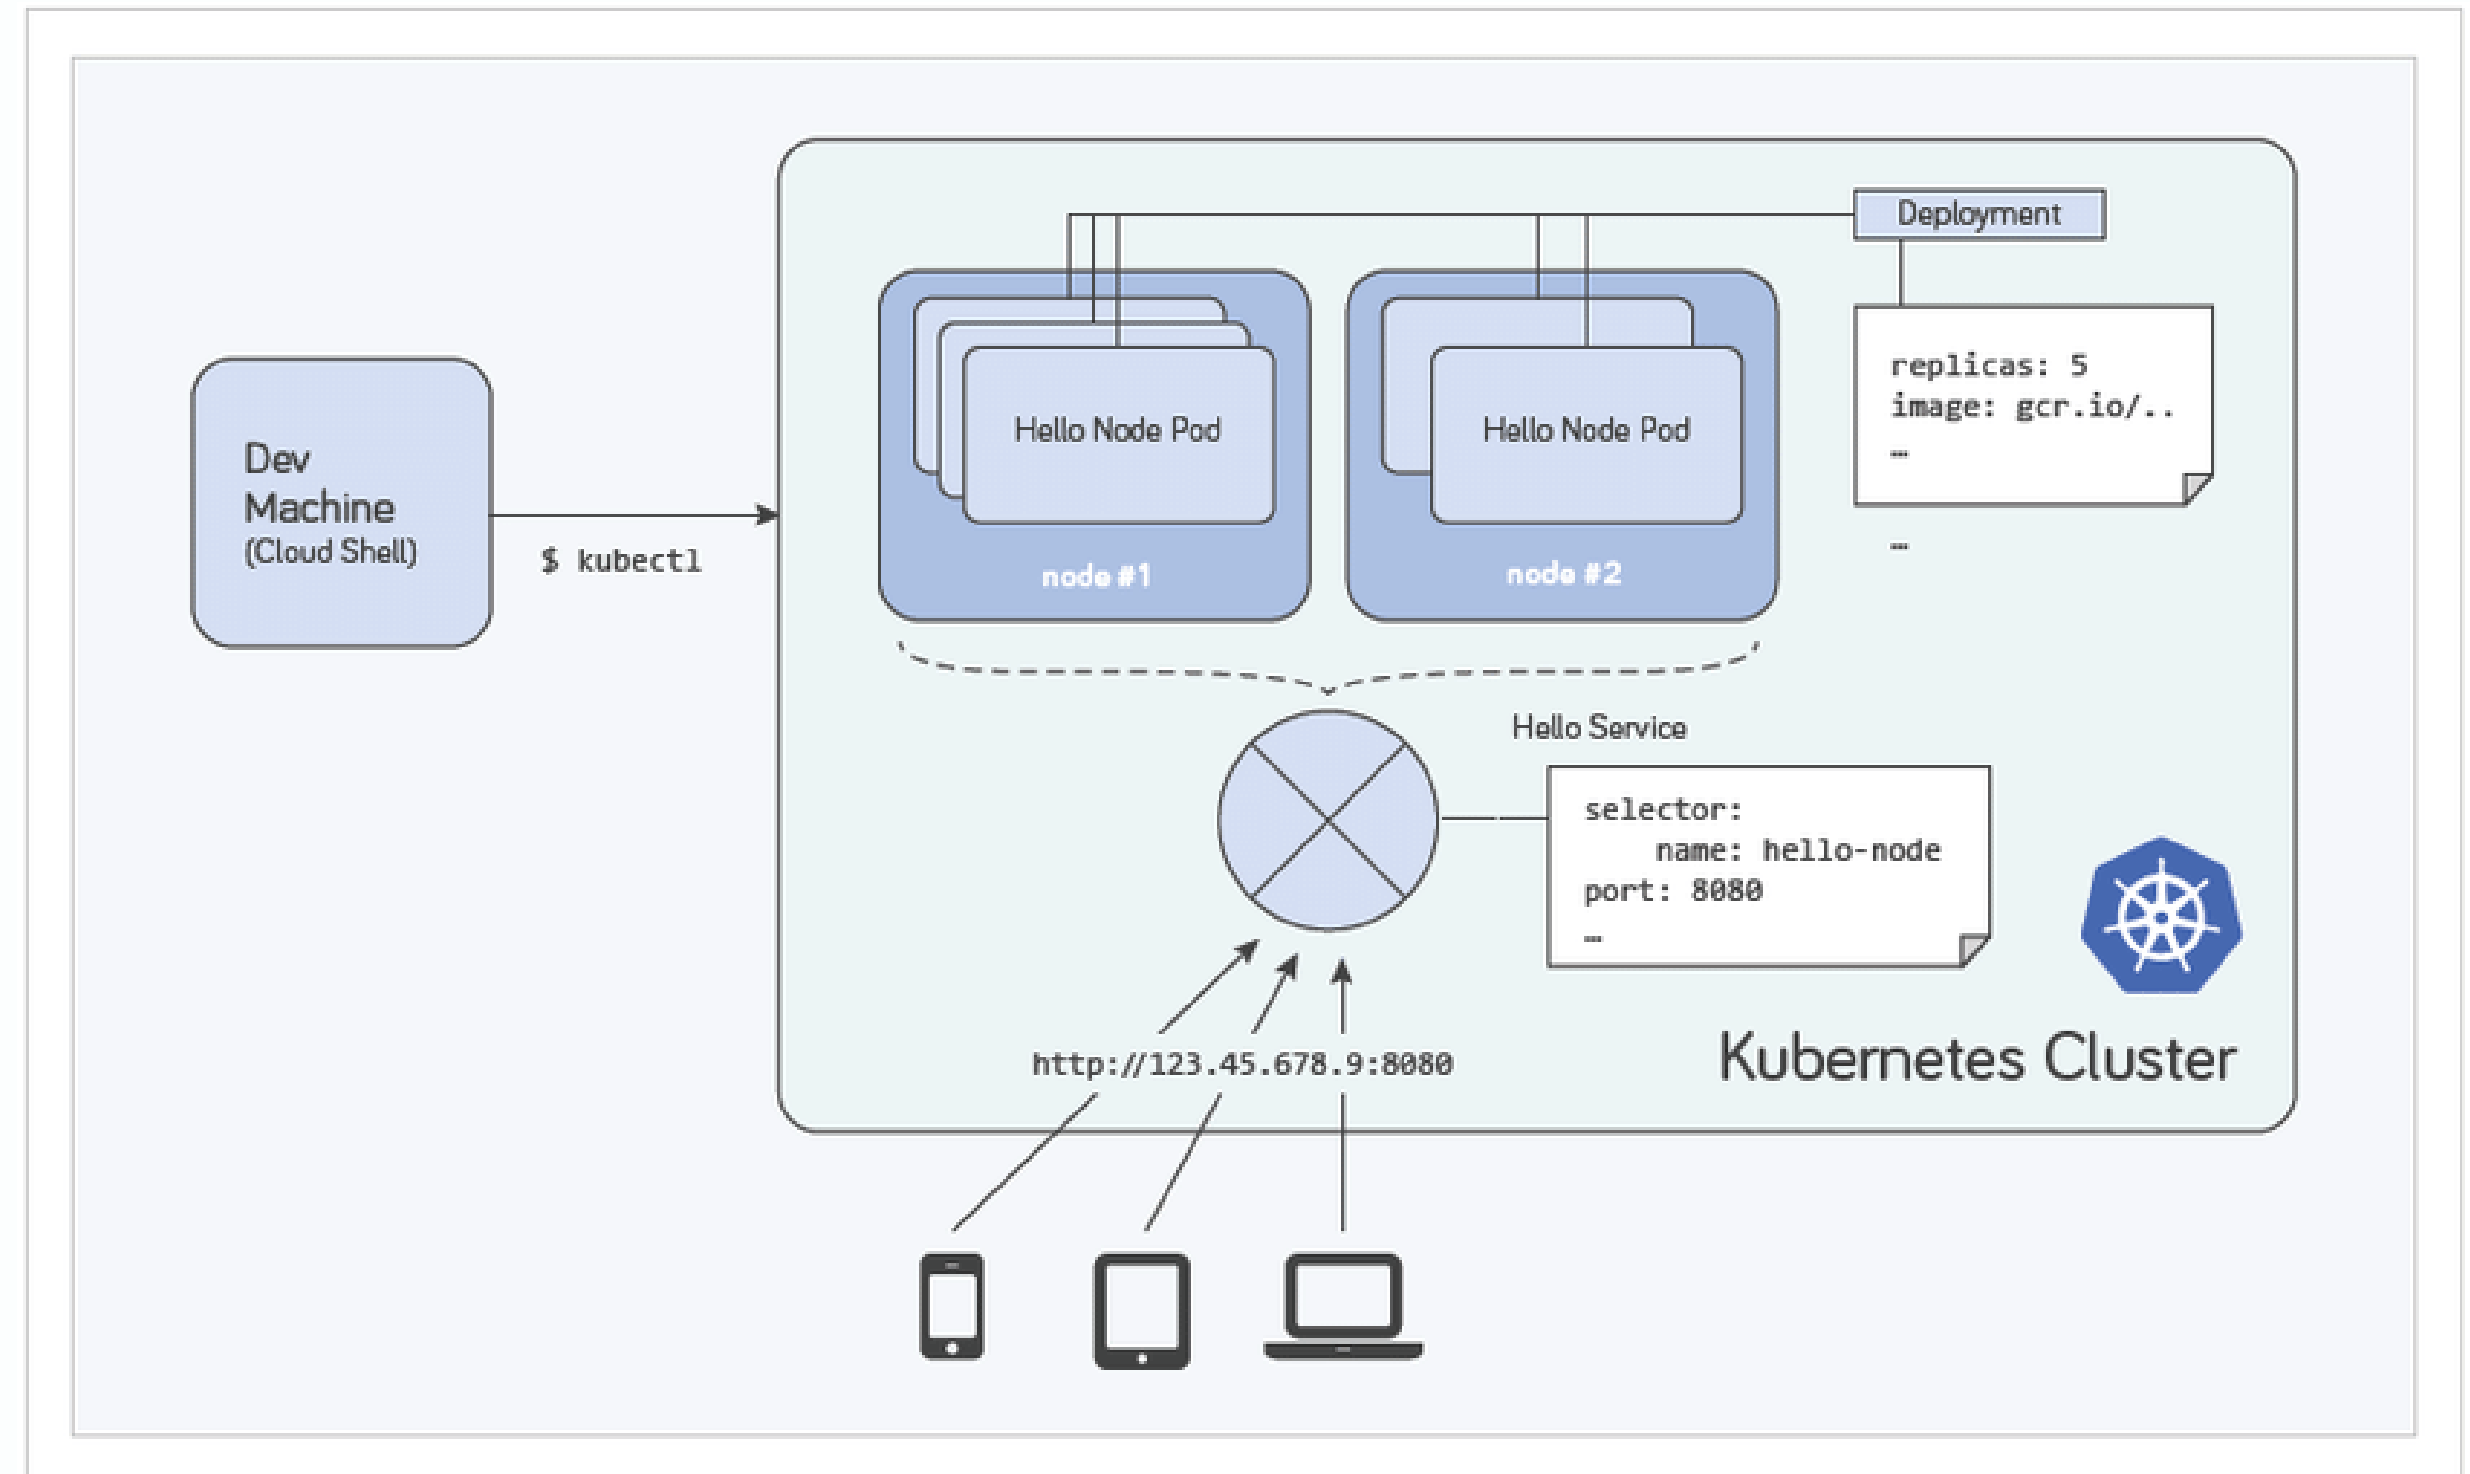 Deployment
replicas: 5
image: gcr.io/..
…
…
Hello Node Pod
node #1
Hello Node Pod
node #2
Dev
Machine
(Cloud Shell)
$ kubectl
Hello Service
selector:
name: hello-node
port: 8080
…
http://123.45.678.9:8080
Kubernetes Cluster